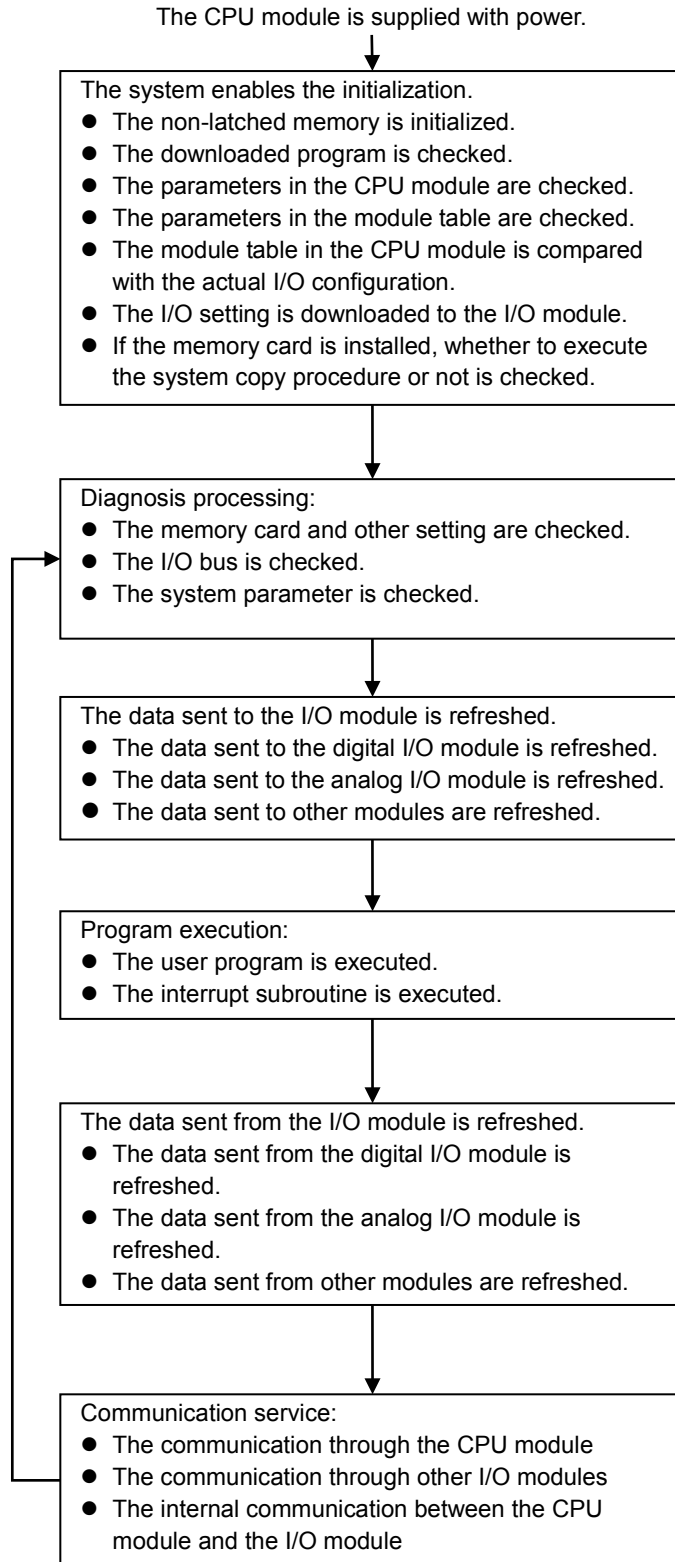 The CPU module is supplied with power.
The system enables the initialization.
● The non-latched memory is initialized.
● The downloaded program is checked.
● The parameters in the CPU module are checked.
● The parameters in the module table are checked.
● The module table in the CPU module is compared
with the actual I/O configuration.
● The I/O setting is downloaded to the I/O module.
● If the memory card is installed, whether to execute
the system copy procedure or not is checked.
Diagnosis processing:
● The memory card and other setting are checked.
● The I/O bus is checked.
● The system parameter is checked.
The data sent to the I/O module is refreshed.
● The data sent to the digital I/O module is refreshed.
● The data sent to the analog I/O module is refreshed.
● The data sent to other modules are refreshed.
Program execution:
● The user program is executed.
● The interrupt subroutine is executed.
The data sent from the I/O module is refreshed.
● The data sent from the digital I/O module is
refreshed.
● The data sent from the analog I/O module is
refreshed.
● The data sent from other modules are refreshed.
Communication service:
● The communication through the CPU module
● The communication through other I/O modules
● The internal communication between the CPU
module and the I/O module